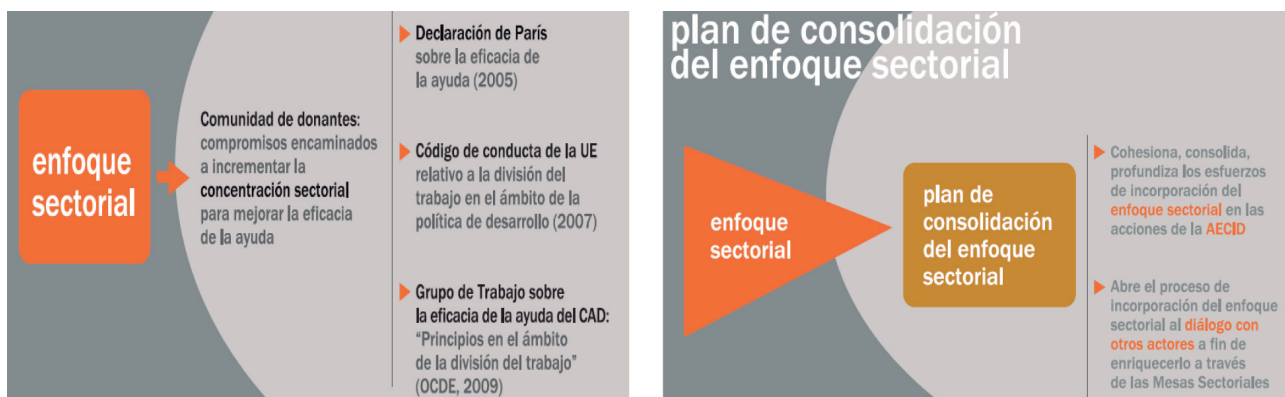 enfoque
sectorial
Comunidad de donantes:
compromisos encaminados
a incrementar la
concentración sectorial
para mejorar la eficacia
de la ayuda
Declaración de París
sobre la eficacia de
la ayuda (2005)
Código de conducta de la UE
relativo a la división del
trabajo en el ámbito de la
política de desarrollo (2007)
Grupo de Trabajo sobre
la eficacia de la ayuda del CAD:
“Principios en el ámbito
de la división del trabajo”
(OCDE, 2009)
plan de consolidación
del enfoque sectorial
enfoque
sectorial
plan de
consolidación
del enfoque
sectorial
Cohesiona, consolida,
profundiza los esfuerzos
de incorporación del
enfoque sectorial en las
acciones de la AECID
Abre el proceso de
incorporación del enfoque
sectorial al diálogo con
otros actores a fin de
enriquecerlo a través
de las Mesas Sectoriales